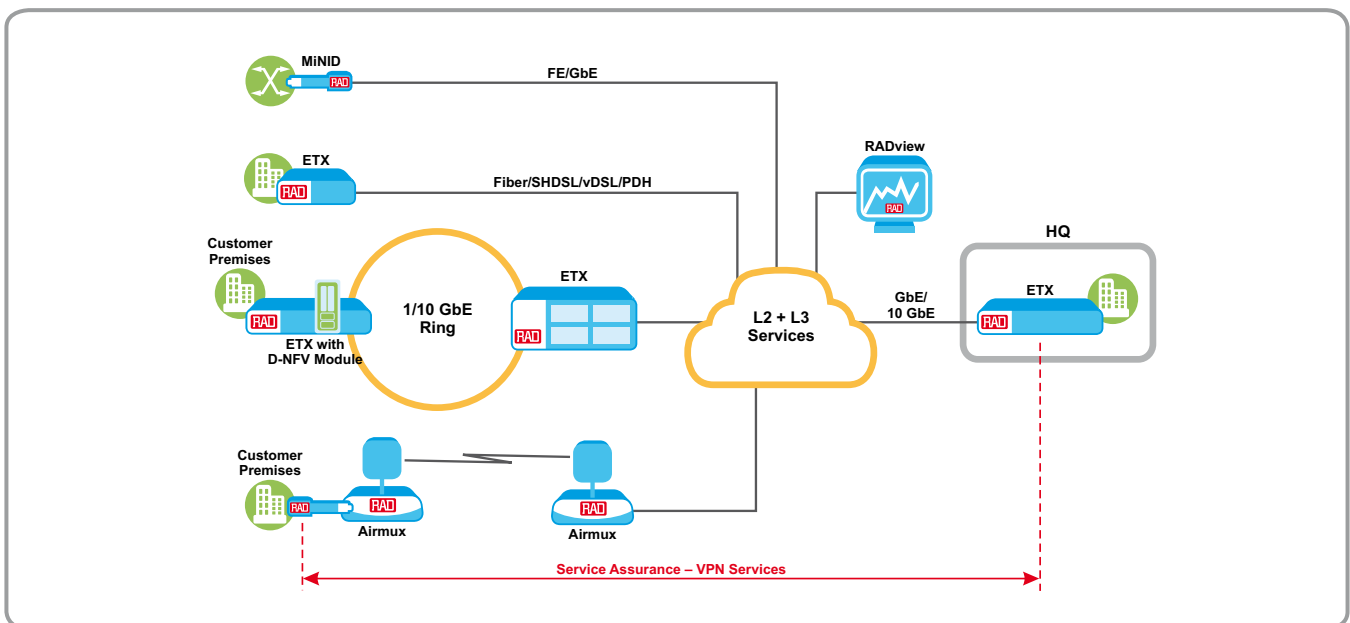 MiNID
RAD
FE/GbE
ETX
RAD
Fiber/SHDSL/vDSL/PDH
RADview
RAD
Customer
Premises
RAD
ETX with
D-NFV Module
1/10 GbE
Ring
ETX
RAD
L2 + L3
Services
GbE/
10 GbE
HQ
ETX
RAD
Customer
Premises
RAD
RAD
Airmux
RAD
Airmux
Service Assurance – VPN Services